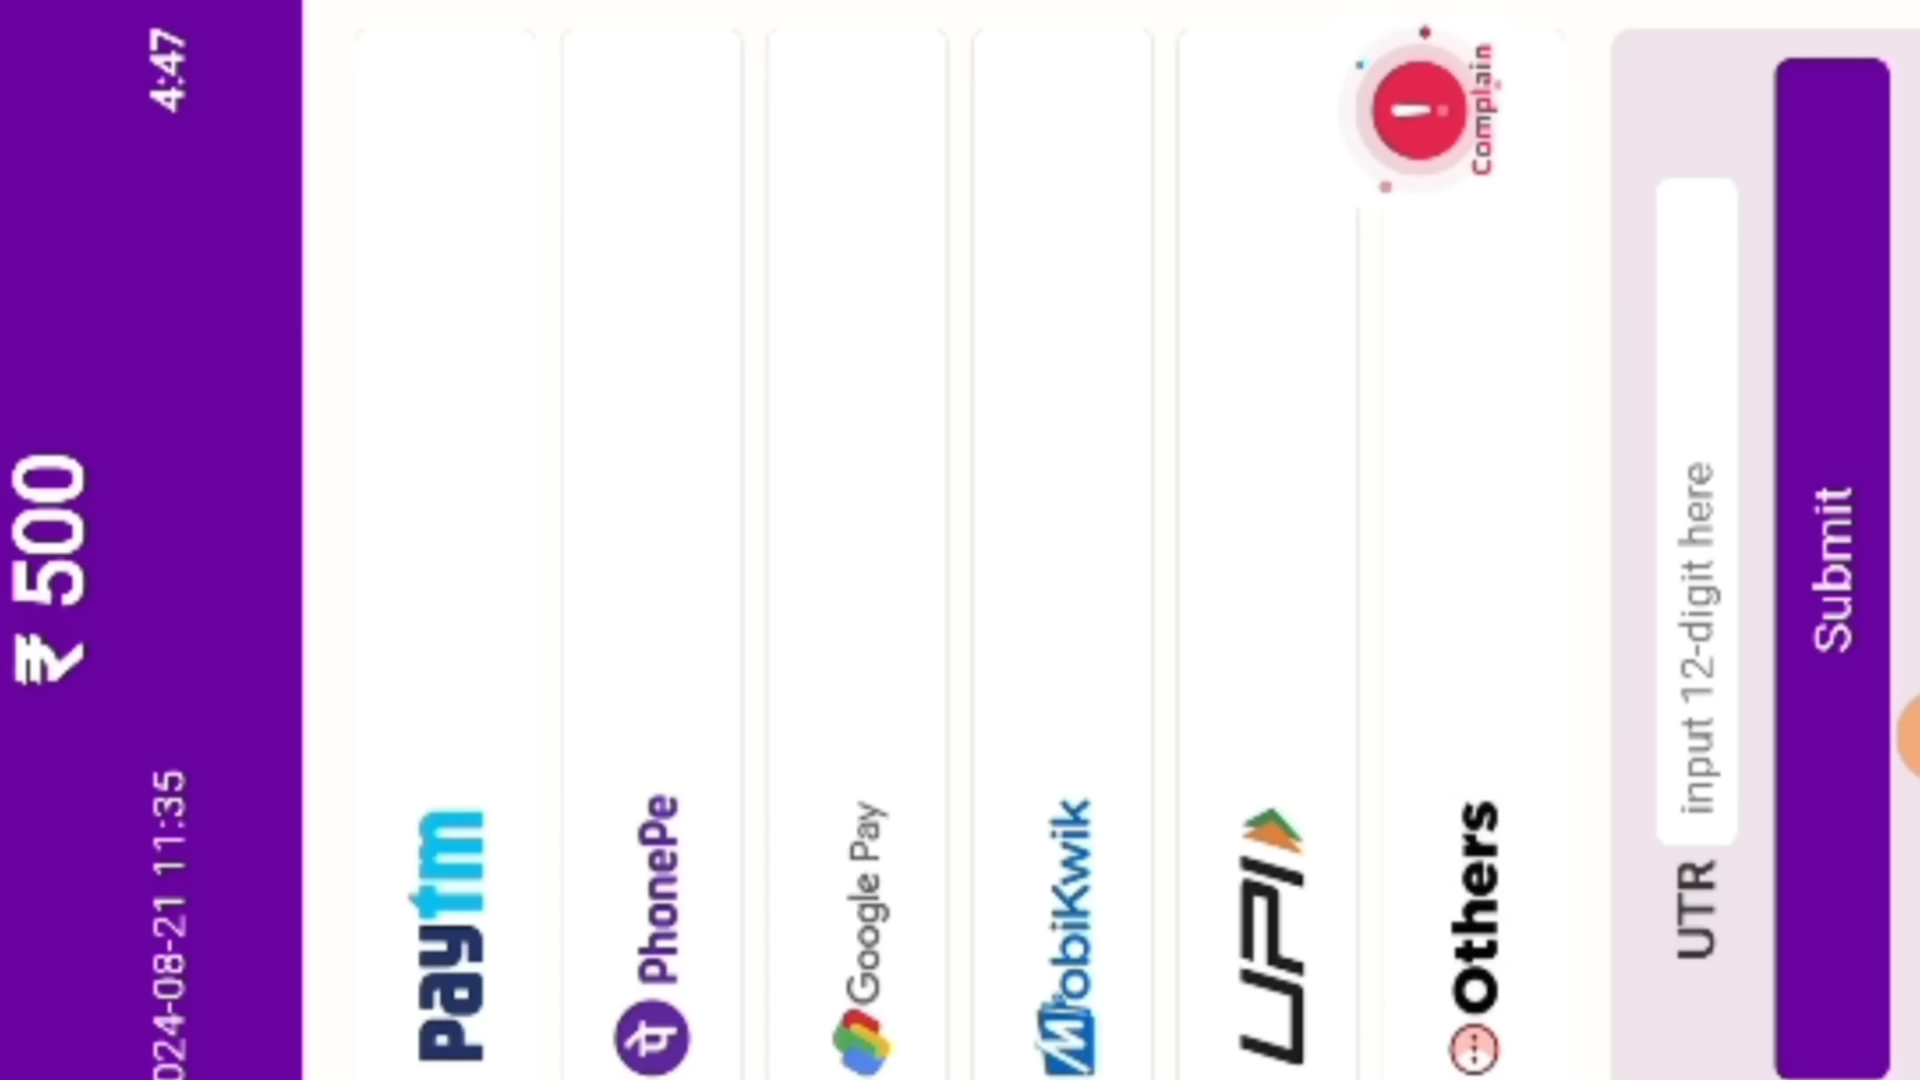 ₹ 500
024-08-21 11:35 4:47
paytm
पे PhonePe
Google Pay
MobiKwik
UPI
Others
Complain
UTR input 12-digit here
Submit